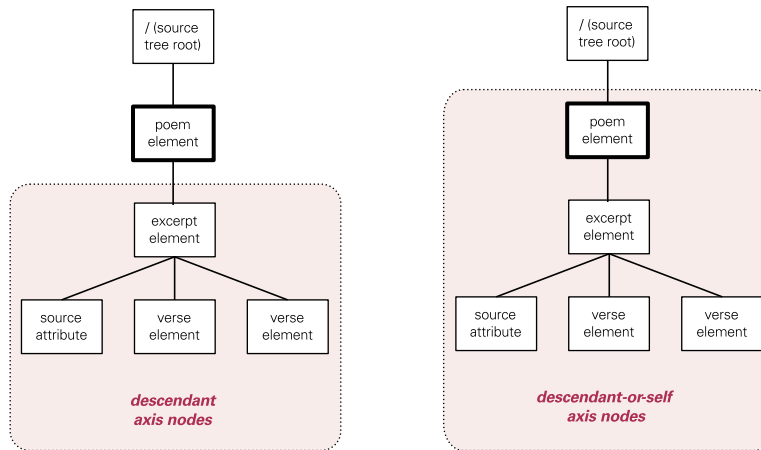 / (source
tree root)
poem
element
excerpt
element
source
attribute
verse
element
verse
element
descendant
axis nodes
/ (source
tree root)
poem
element
excerpt
element
source
attribute
verse
element
verse
element
descendant-or-self
axis nodes